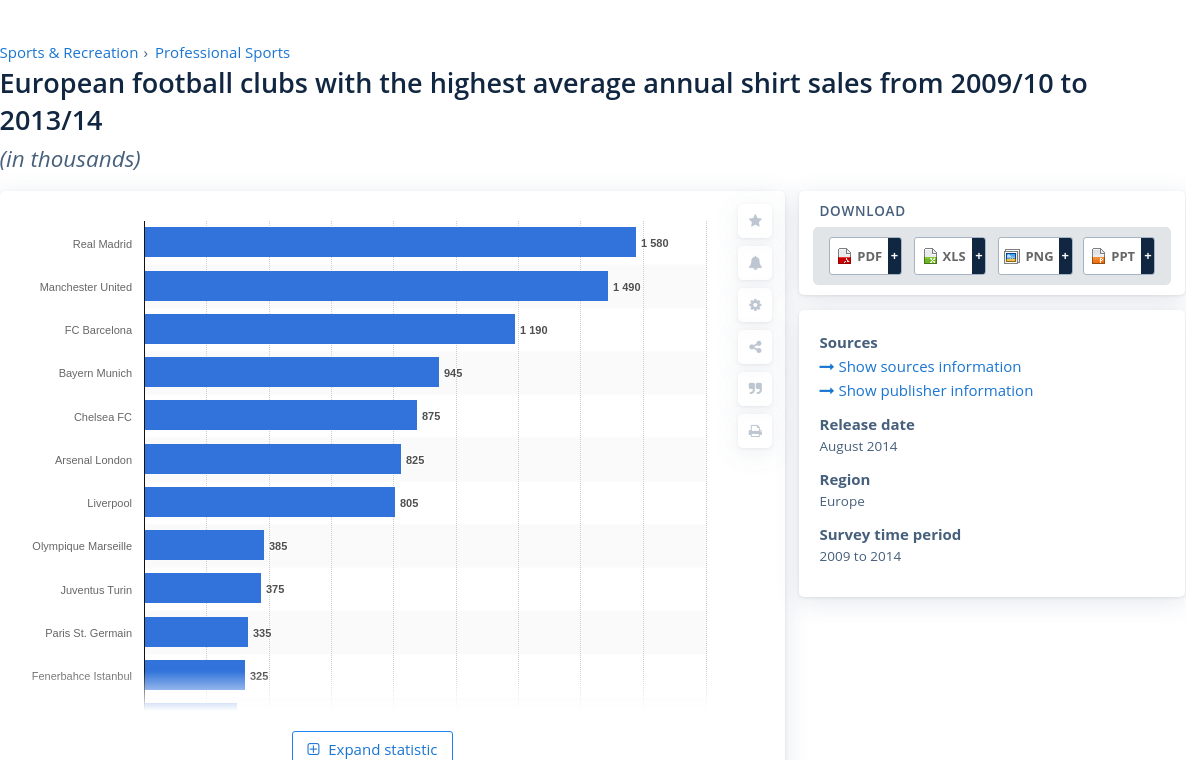 Sports & Recreation › Professional Sports
European football clubs with the highest average annual shirt sales from 2009/10 to
2013/14
(in thousands)
Real Madrid 1 580
Manchester United 1 490
FC Barcelona 1 190
Bayern Munich 945
Chelsea FC 875
Arsenal London 825
Liverpool 805
Olympique Marseille 385
Juventus Turin 375
Paris St. Germain 335
Fenerbahce Istanbul 325
Expand statistic
DOWNLOAD
PDF + XLS + PNG + PPT +
Sources
Show sources information
Show publisher information
Release date
August 2014
Region
Europe
Survey time period
2009 to 2014